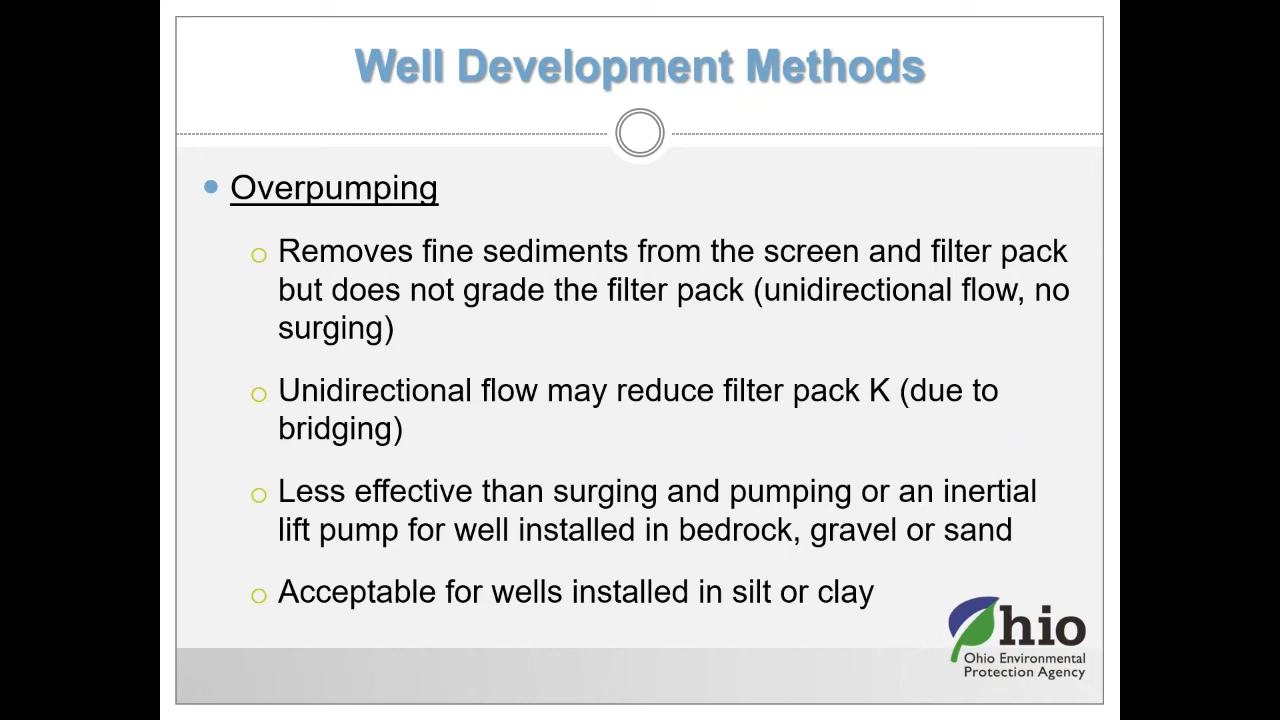 Well Development Methods
Overpumping
Removes fine sediments from the screen and filter pack
but does not grade the filter pack (unidirectional flow, no
surging)
Unidirectional flow may reduce filter pack K (due to
bridging)
Less effective than surging and pumping or an inertial
lift pump for well installed in bedrock, gravel or sand
Acceptable for wells installed in silt or clay
Ohio
Ohio Environmental
Protection Agency